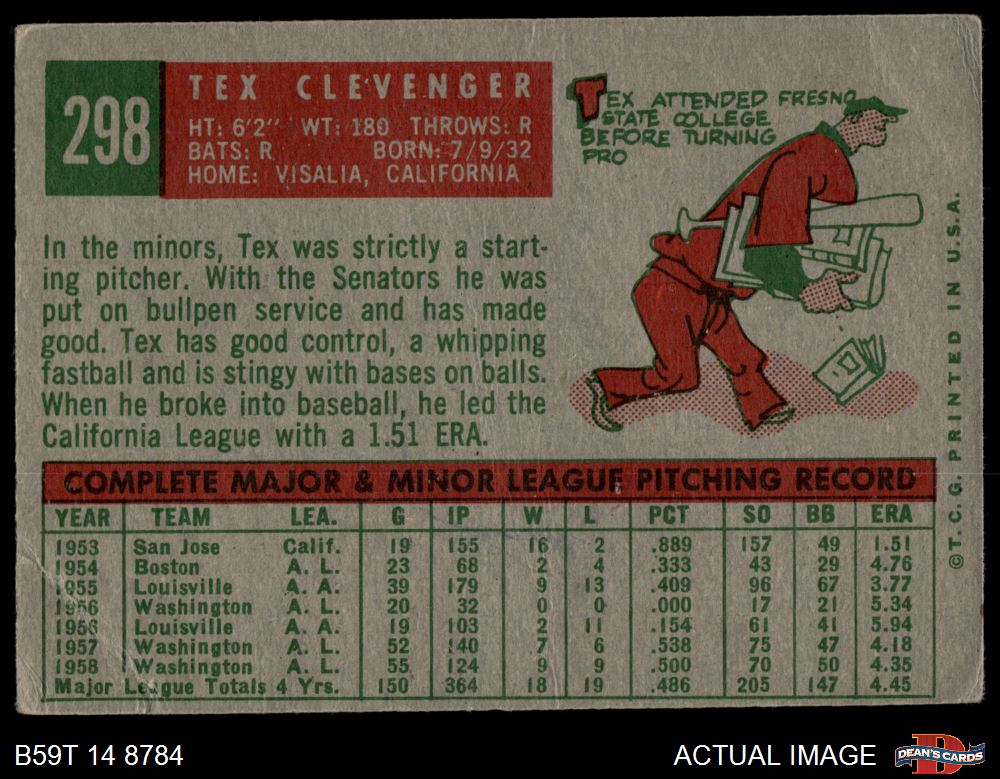 298
TEX CLEVENGER
HT: 6'2" WT: 180 THROWS: R
BATS: R BORN: 7/9/32
HOME: VISALIA, CALIFORNIA
TEX ATTENDED FRESNO
STATE COLLEGE
BEFORE TURNING
PRO
In the minors, Tex was strictly a start-
ing pitcher. With the Senators he was
put on bullpen service and has made
good. Tex has good control, a whipping
fastball and is stingy with bases on balls.
When he broke into baseball, he led the
California League with a 1.51 ERA.
COMPLETE MAJOR & MINOR LEAGUE PITCHING RECORD
YEAR TEAM LEA. G IP W L PCT SO BB ERA
1953 San Jose Calif. 19 155 16 2 .889 157 49 1.51
1954 Boston A. L. 23 68 2 4 .333 43 29 4.76
1955 Louisville A. A. 39 179 9 13 .409 96 67 3.77
1956 Washington A. L. 20 32 0 0 .000 17 21 5.34
1956 Louisville A. A. 19 103 2 11 .154 61 41 5.94
1957 Washington A. L. 52 140 7 6 .538 75 47 4.18
1958 Washington A. L. 55 124 9 9 .500 70 50 4.35
Major League Totals 4 Yrs. 150 364 18 19 .486 205 147 4.45
© T. C. G. PRINTED IN U.S.A.
B59T 14 8784
ACTUAL IMAGE
DEAN'S CARDS